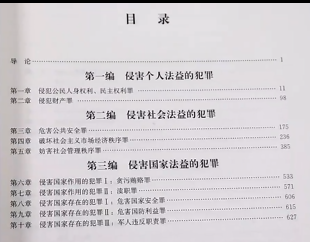 目 录
导 论 1
第一编 侵害个人法益的犯罪
第一章 侵犯公民人身权利、民主权利罪 11
第二章 侵犯财产罪 98
第二编 侵害社会法益的犯罪
第三章 危害公共安全罪 175
第四章 破坏社会主义市场经济秩序罪 236
第五章 妨害社会管理秩序罪 385
第三编 侵害国家法益的犯罪
第六章 侵害国家作用的犯罪Ⅰ:贪污贿赂罪 533
第七章 侵害国家作用的犯罪Ⅱ:渎职罪 571
第八章 侵害国家存在的犯罪Ⅰ:危害国家安全罪 606
第九章 侵害国家存在的犯罪Ⅱ:危害国防利益罪 615
第十章 侵害国家存在的犯罪Ⅲ:军人违反职责罪 627